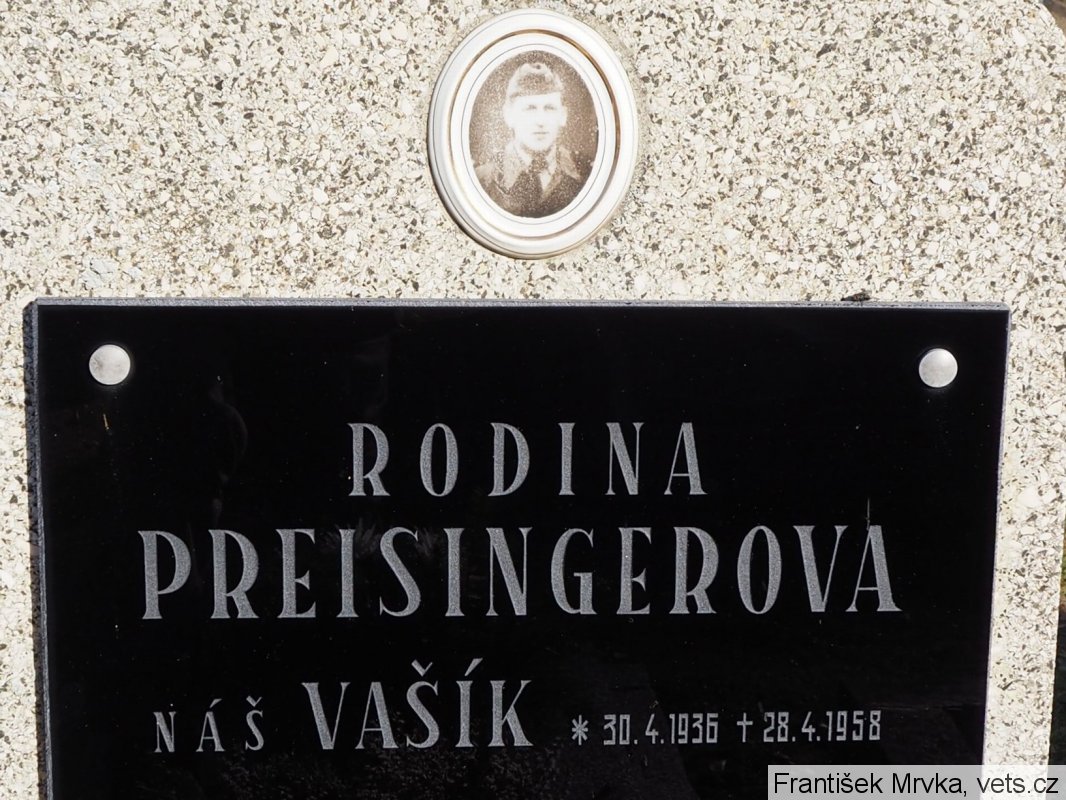 RODINA
PREISINGEROVA
NÁŠ VAŠÍK * 30.4.1936 ✝ 28.4.1958
František Mrvka, vets.cz